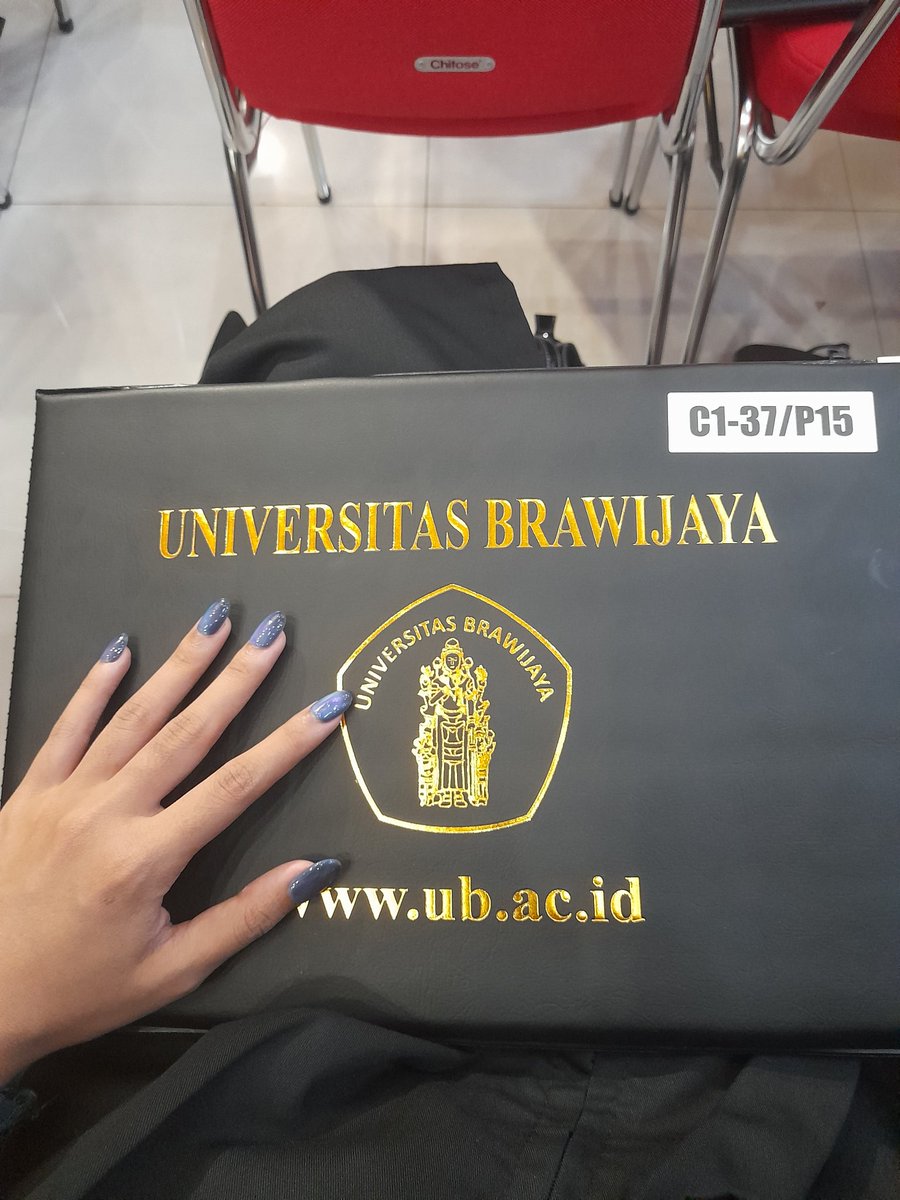 Chitose
C1-37/P15
UNIVERSITAS BRAWIJAYA
UNIVERSITAS BRAWIJAYA
www.ub.ac.id